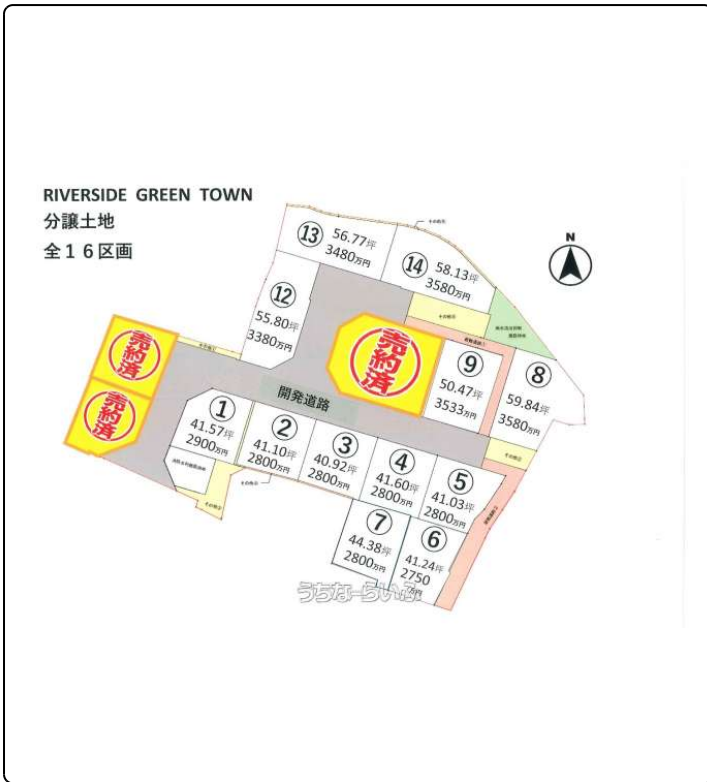 RIVERSIDE GREEN TOWN
分譲土地
全16区画
N
⑬ 56.77坪
3480万円
⑭ 58.13坪
3580万円
⑫
55.80坪
3380万円
売約済
売約済
売約済
⑨
50.47坪
3533万円
⑧
59.84坪
3580万円
開発道路
①
41.57坪
2900万円
②
41.10坪
2800万円
③
40.92坪
2800万円
④
41.60坪
2800万円
⑤
41.03坪
2800万円
⑦
44.38坪
2800万円
⑥
41.24坪
2750
万円
うちなーらいふ